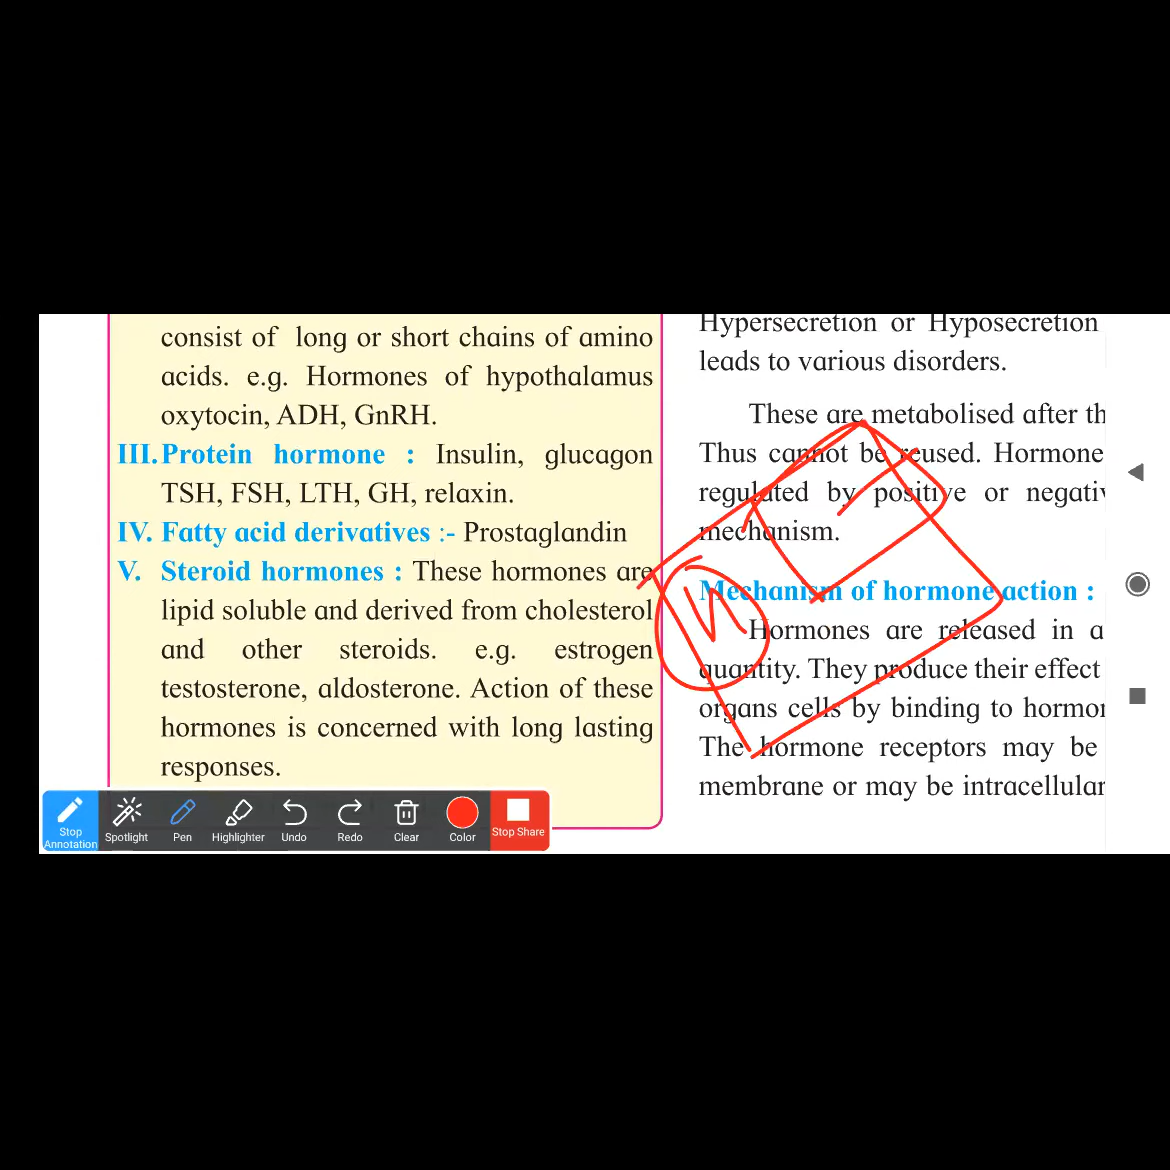 consist of long or short chains of amino
acids. e.g. Hormones of hypothalamus
oxytocin, ADH, GnRH.
III. Protein hormone : Insulin, glucagon
TSH, FSH, LTH, GH, relaxin.
IV. Fatty acid derivatives :- Prostaglandin
V. Steroid hormones : These hormones are
lipid soluble and derived from cholesterol
and other steroids. e.g. estrogen
testosterone, aldosterone. Action of these
hormones is concerned with long lasting
responses.
Hypersecretion or Hyposecretion
leads to various disorders.
These are metabolised after th
Thus cannot be reused. Hormone
regulated by positive or negativ
mechanism.
Mechanism of hormone action :
Hormones are released in a
quantity. They produce their effect
organs cells by binding to hormo
The hormone receptors may be
membrane or may be intracellular
Stop Annotation
Spotlight
Pen
Highlighter
Undo
Redo
Clear
Color
Stop Share